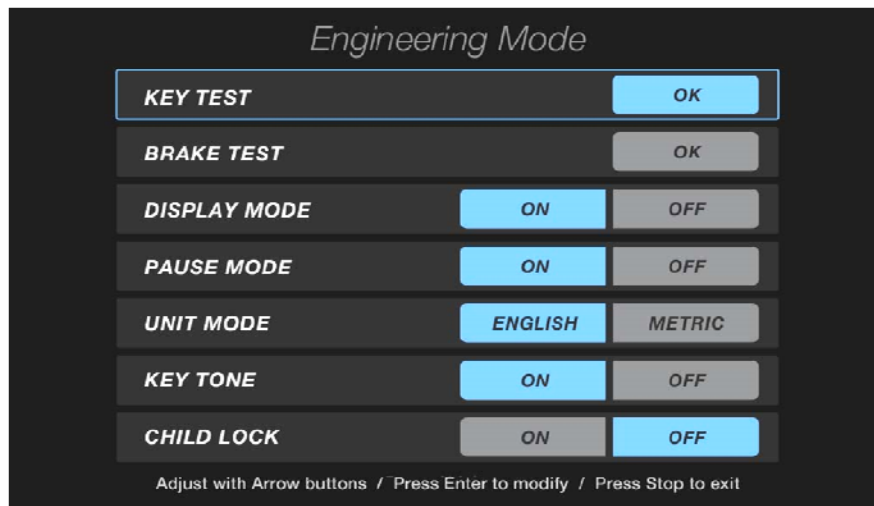 Engineering Mode
KEY TEST OK
BRAKE TEST OK
DISPLAY MODE ON OFF
PAUSE MODE ON OFF
UNIT MODE ENGLISH METRIC
KEY TONE ON OFF
CHILD LOCK ON OFF
Adjust with Arrow buttons / Press Enter to modify / Press Stop to exit